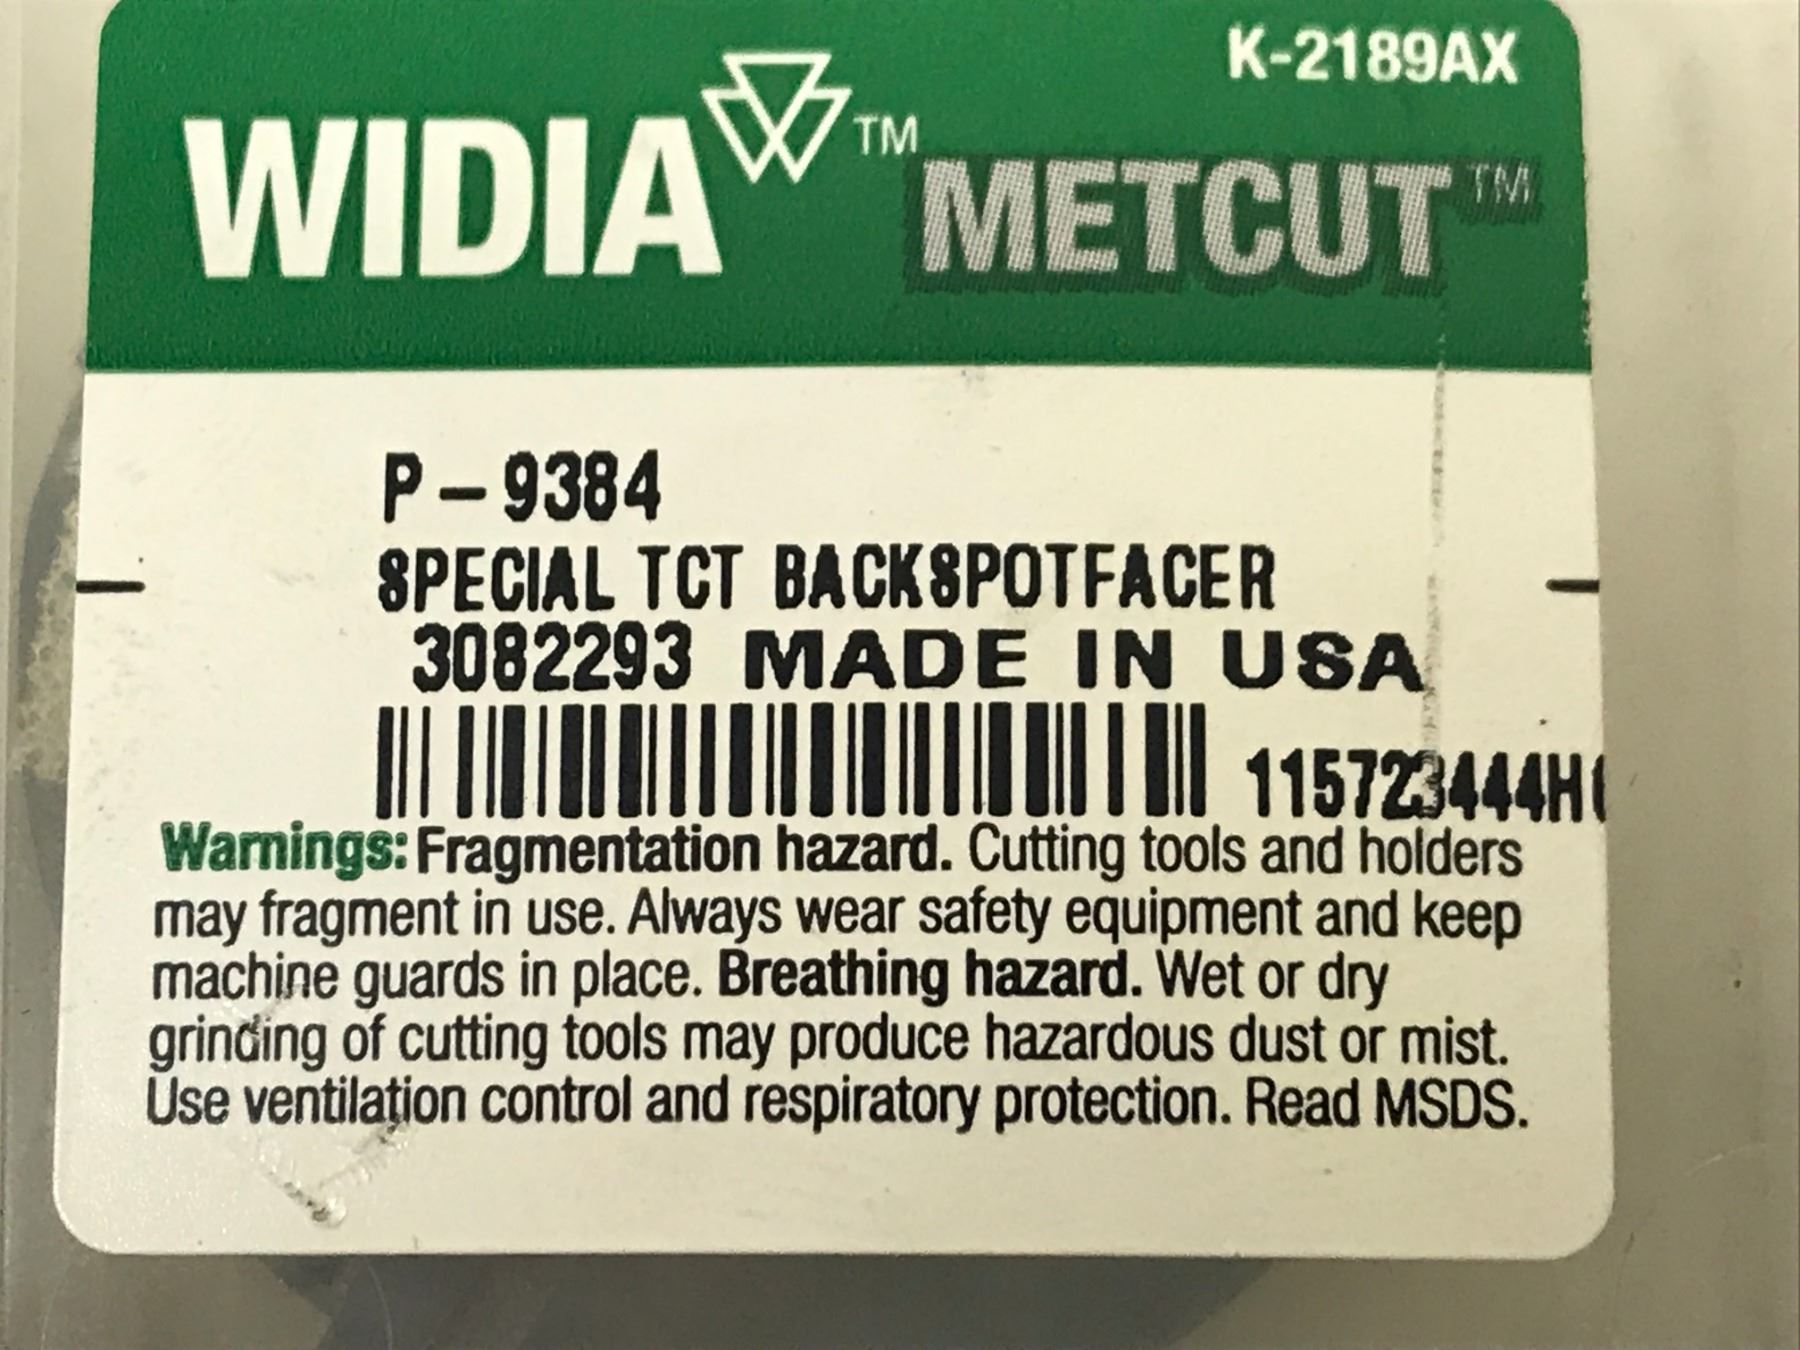 K-2189AX
WIDIA™ METCUT™
P-9384
SPECIAL TCT BACKSPOTFACER
3082293 MADE IN USA
115723444H
Warnings: Fragmentation hazard. Cutting tools and holders
may fragment in use. Always wear safety equipment and keep
machine guards in place. Breathing hazard. Wet or dry
grinding of cutting tools may produce hazardous dust or mist.
Use ventilation control and respiratory protection. Read MSDS.